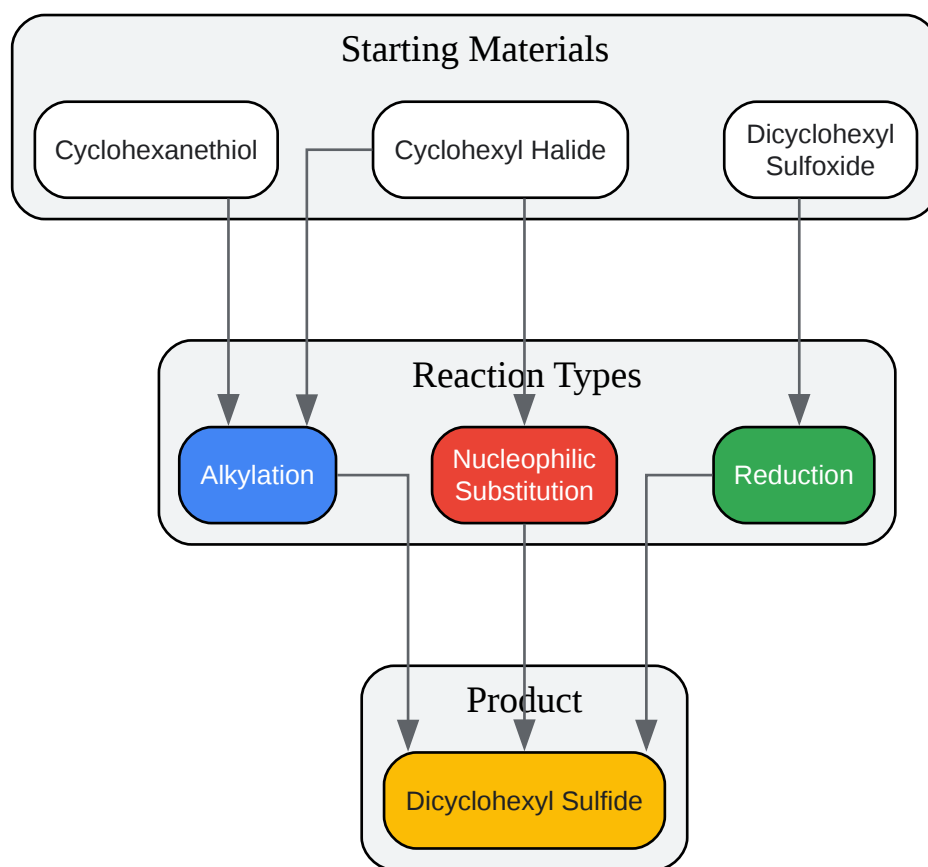 Starting Materials
Cyclohexanethiol
Cyclohexyl Halide
Dicyclohexyl
Sulfoxide
Reaction Types
Alkylation
Nucleophilic
Substitution
Reduction
Product
Dicyclohexyl Sulfide